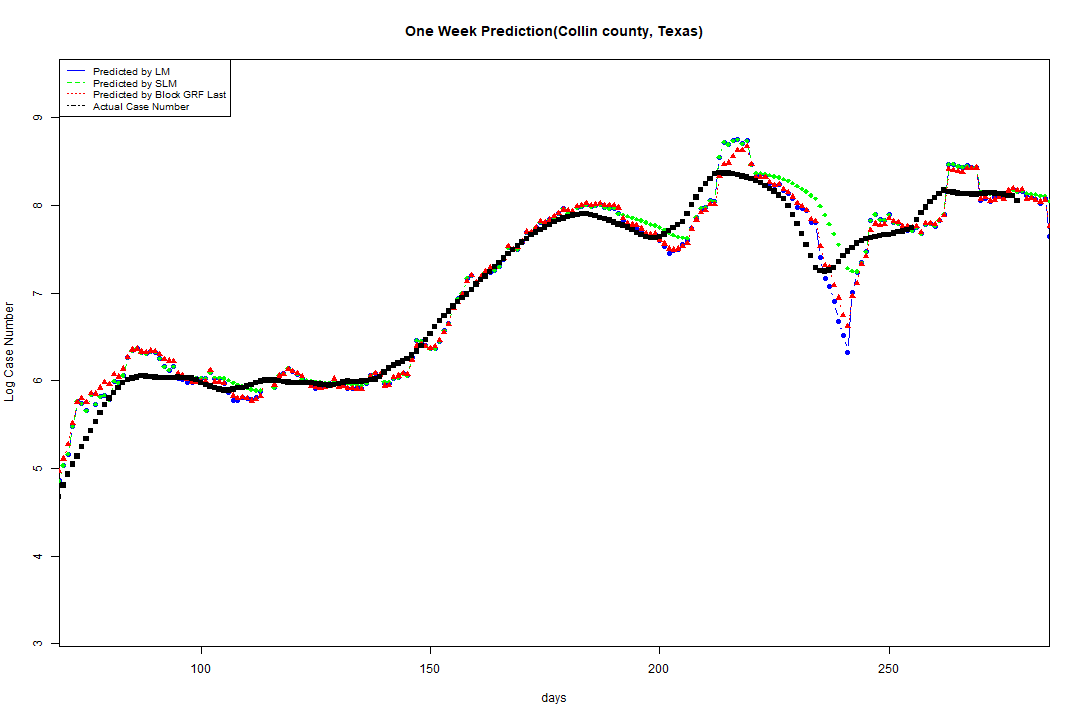 One Week Prediction(Collin county, Texas)
Predicted by LM
Predicted by SLM
Predicted by Block GRF Last
Actual Case Number
9
8
7
6
5
4
3
Log Case Number
100 150 200 250
days